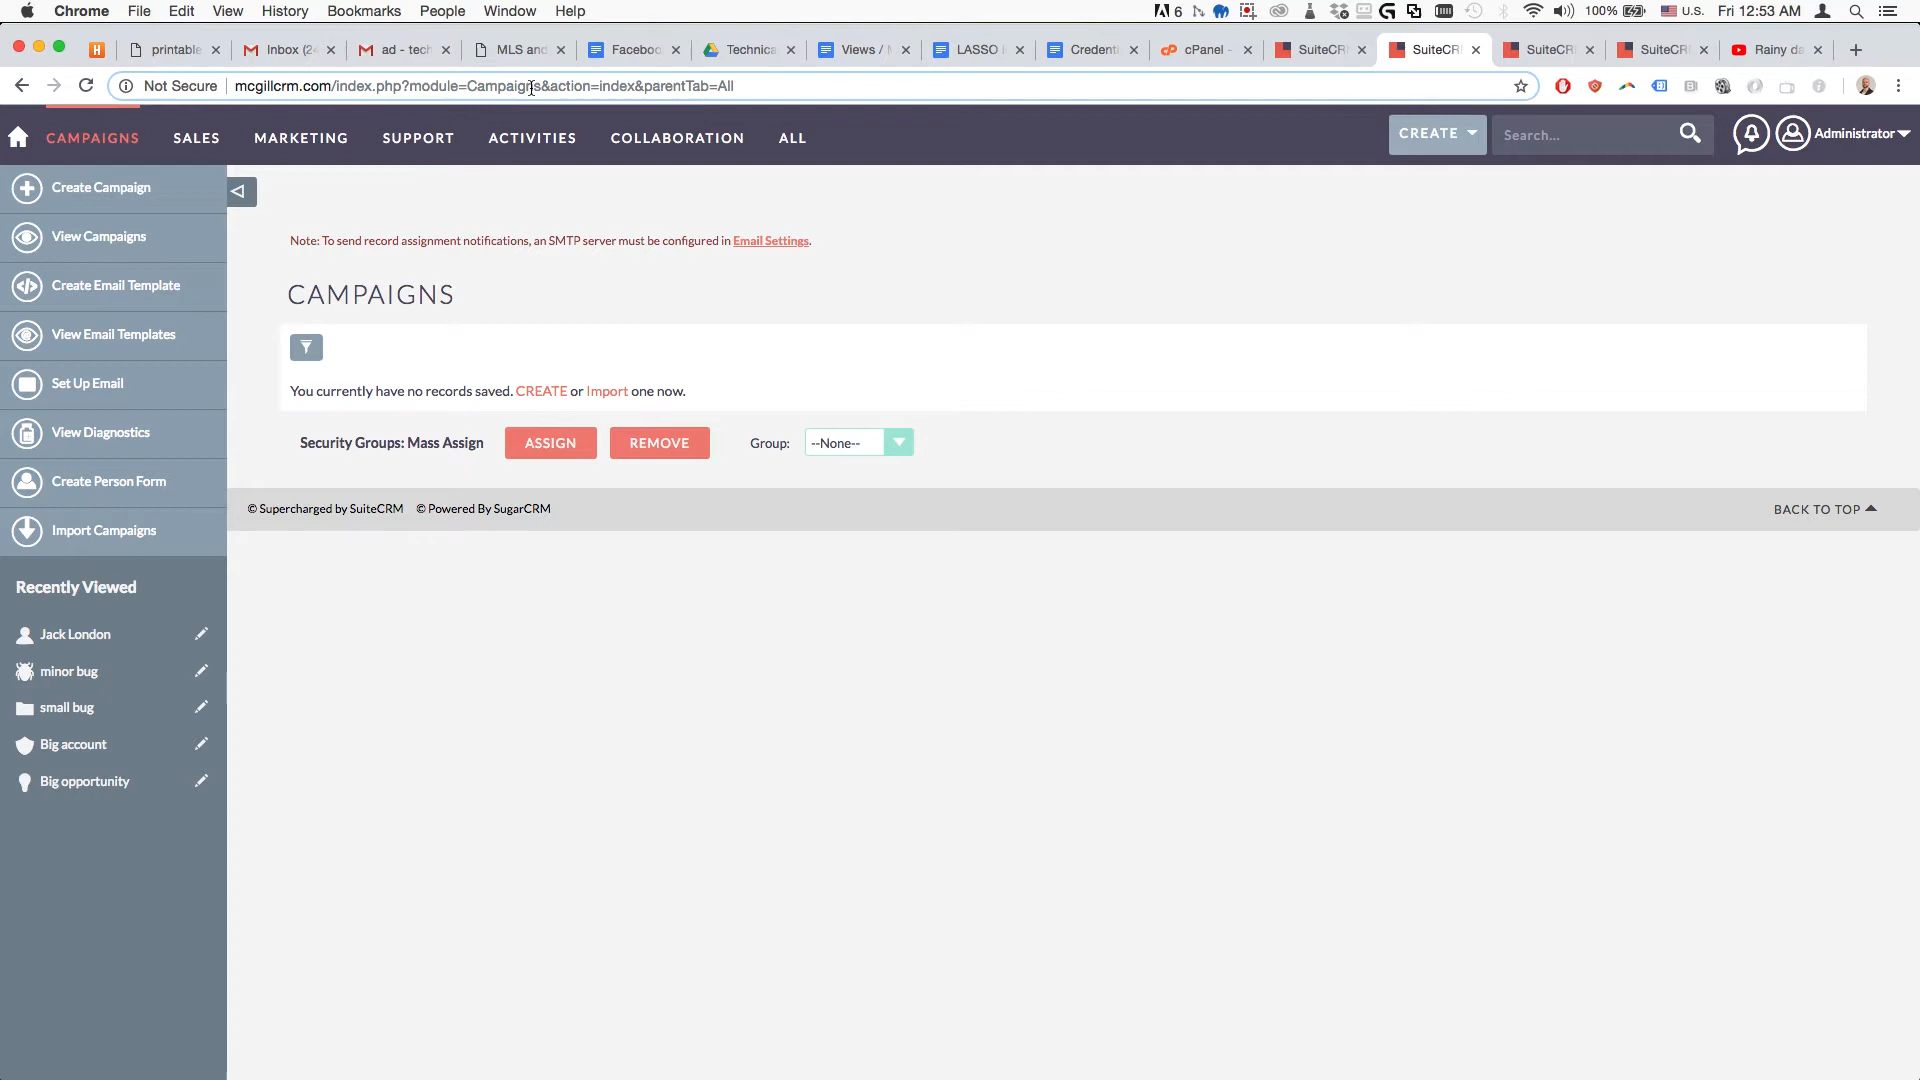 Chrome File Edit View History Bookmarks People Window Help 6 100% U.S. Fri 12:53 AM
printable Inbox (24 ad - tech MLS and Faceboo Technica Views / LASSO Credenti cPanel - SuiteCR SuiteCR SuiteCR SuiteCR Rainy da
Not Secure mcgillcrm.com/index.php?module=Campaigns&action=index&parentTab=All
CAMPAIGNS SALES MARKETING SUPPORT ACTIVITIES COLLABORATION ALL CREATE Search... Administrator
Create Campaign
View Campaigns
Create Email Template
View Email Templates
Set Up Email
View Diagnostics
Create Person Form
Import Campaigns
Recently Viewed
Jack London
minor bug
small bug
Big account
Big opportunity
Note: To send record assignment notifications, an SMTP server must be configured in Email Settings.
CAMPAIGNS
You currently have no records saved. CREATE or Import one now.
Security Groups: Mass Assign ASSIGN REMOVE Group: --None--
© Supercharged by SuiteCRM © Powered By SugarCRM BACK TO TOP